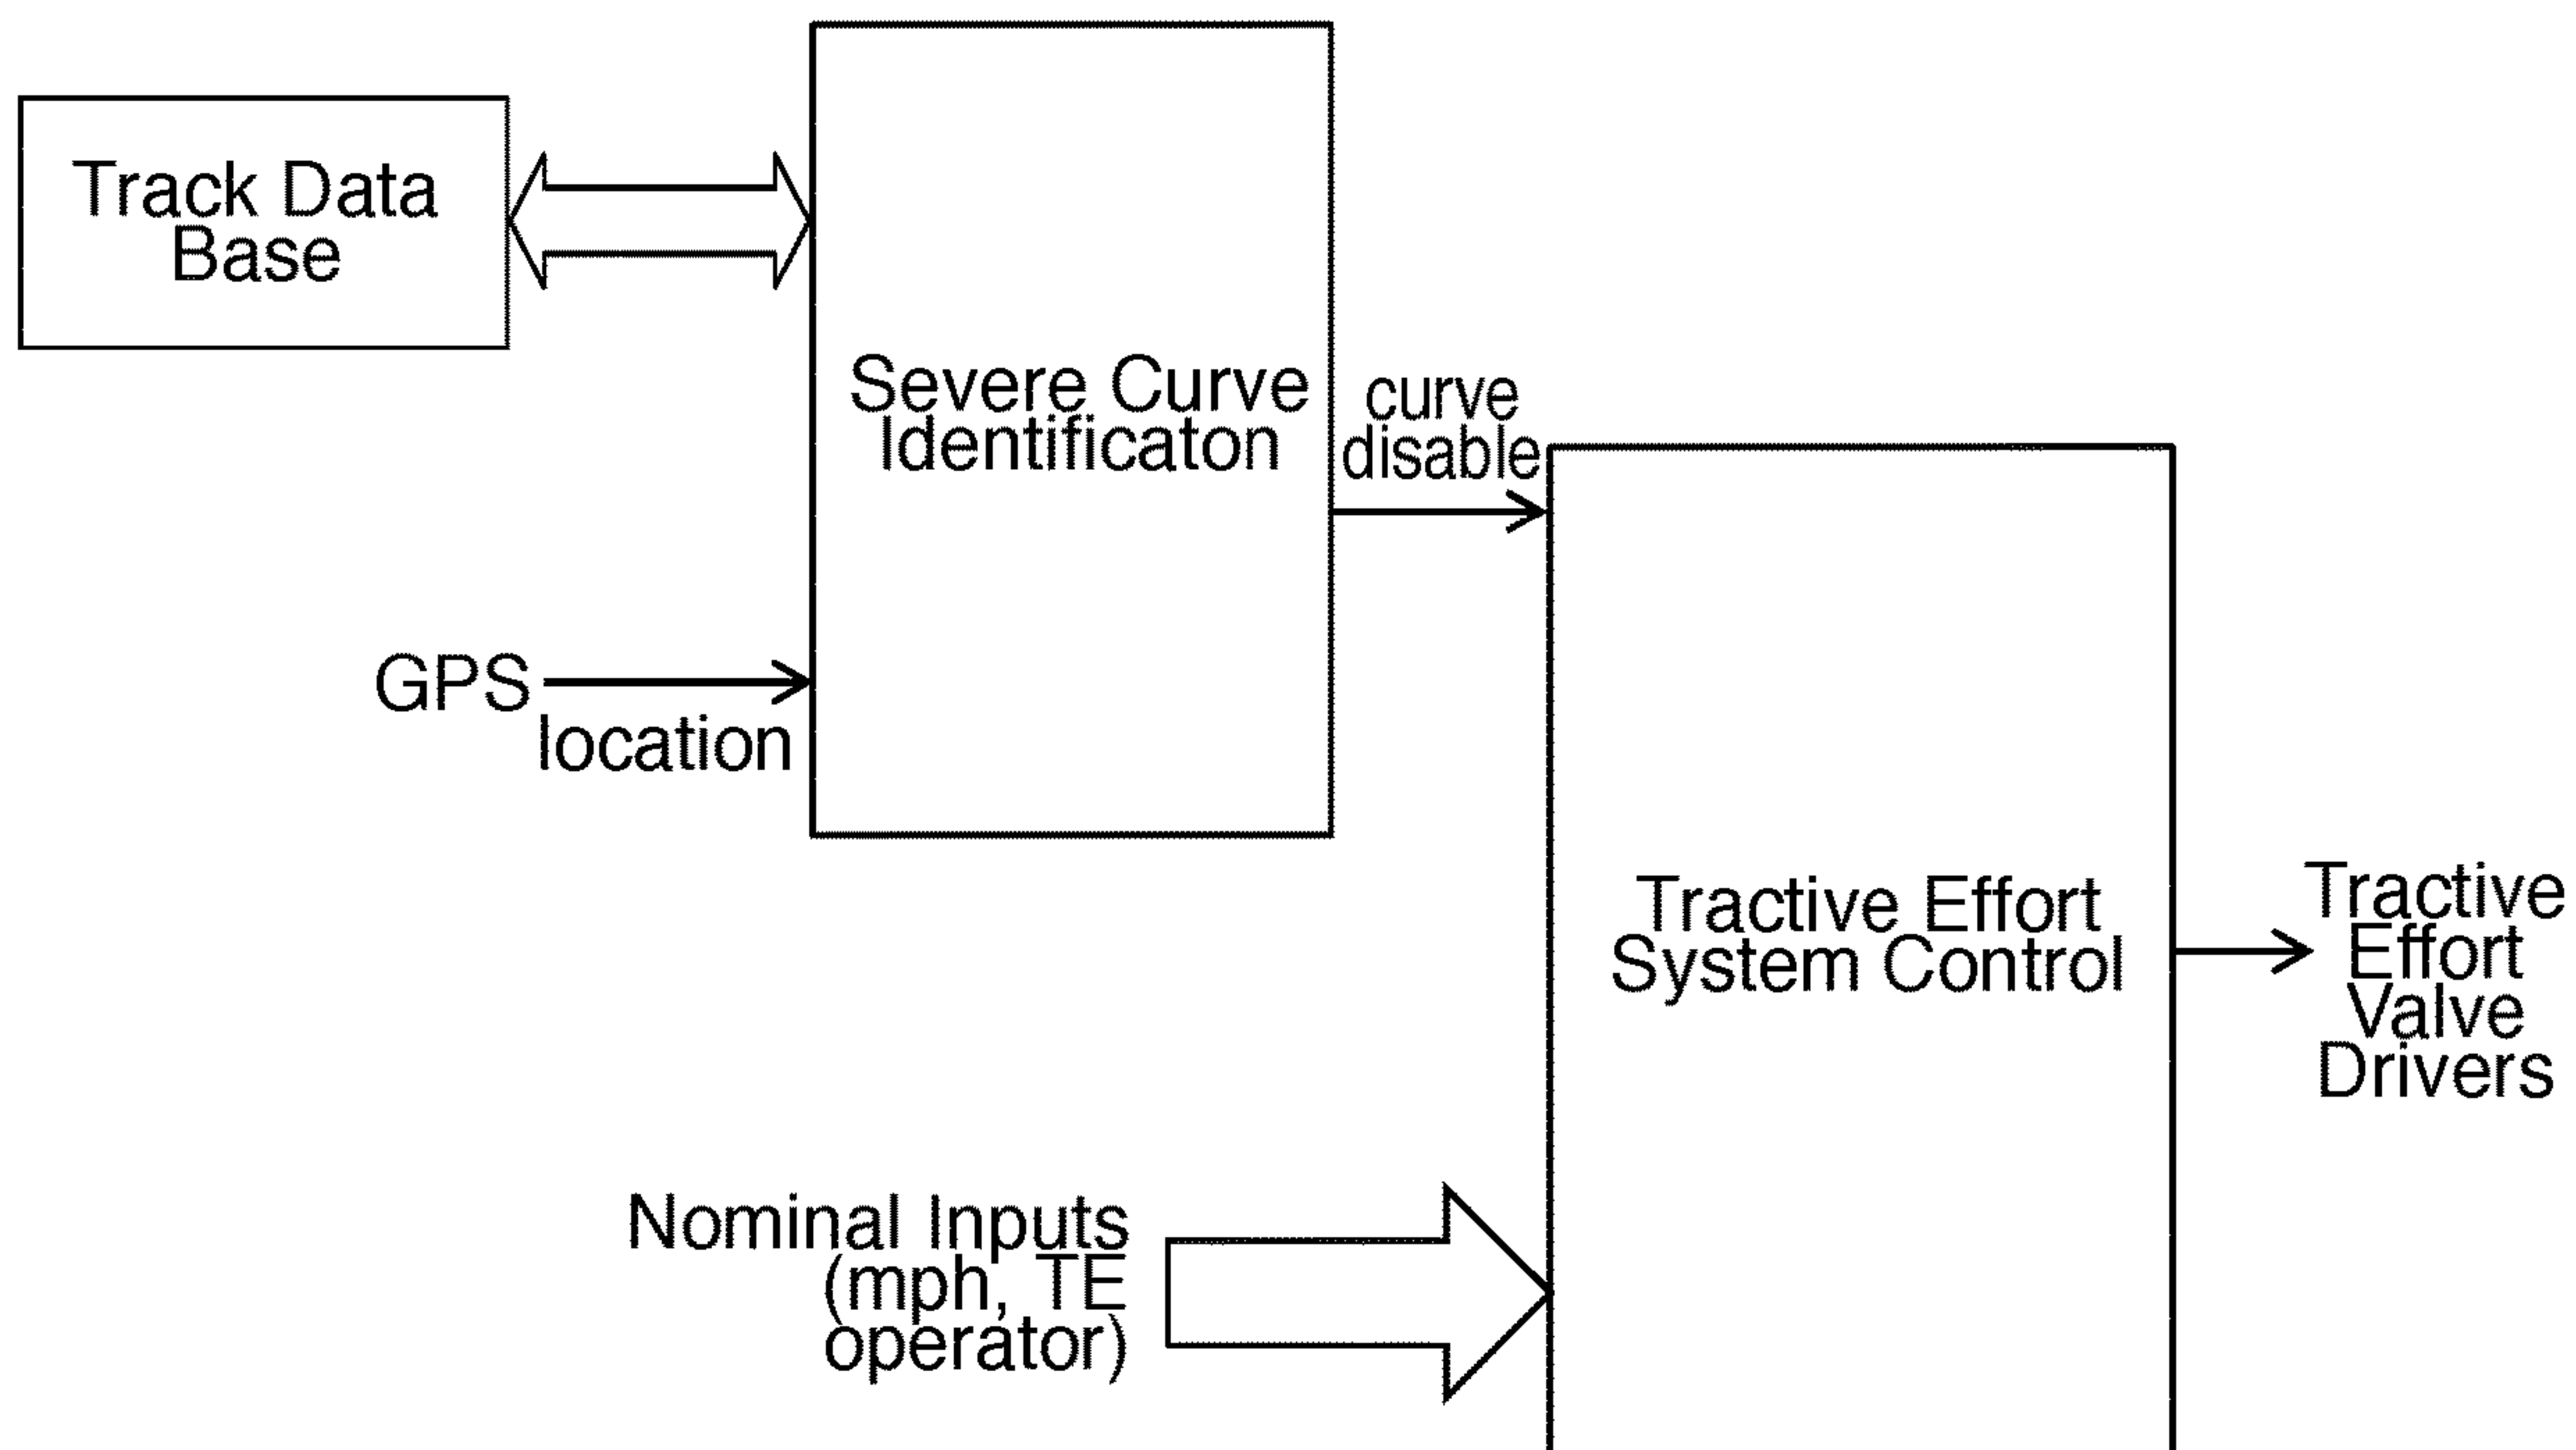 Track Data
Base
Severe Curve
Identificaton
curve
disable
GPS
location
Tractive Effort
System Control
Tractive
Effort
Valve
Drivers
Nominal Inputs
(mph, TE
operator)